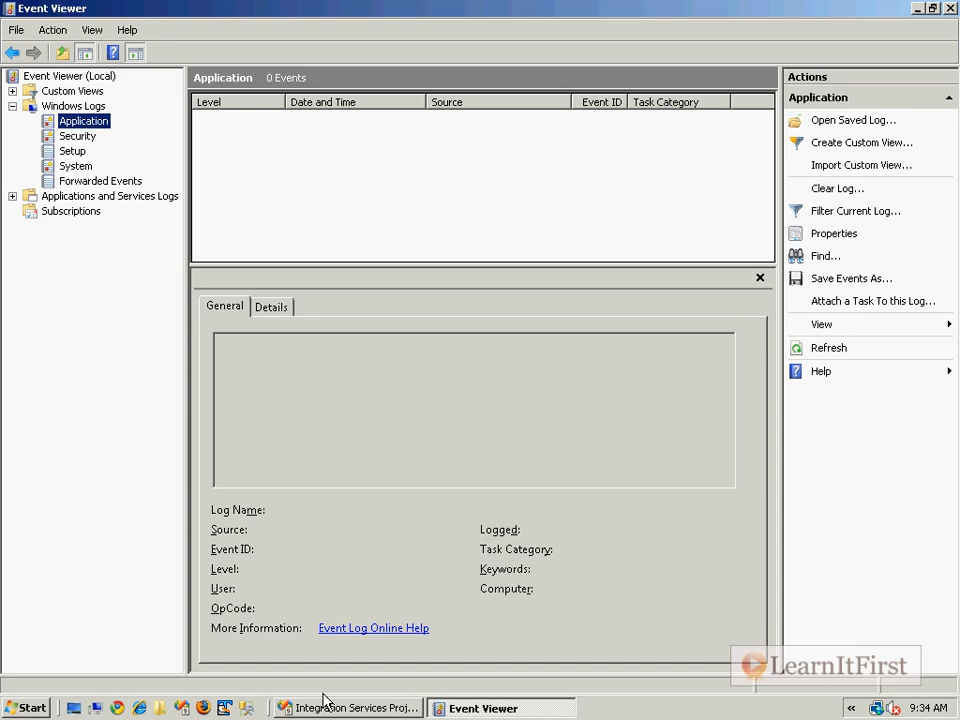 Event Viewer
File Action View Help
Event Viewer (Local)
Custom Views
Windows Logs
Application
Security
Setup
System
Forwarded Events
Applications and Services Logs
Subscriptions
Application 0 Events
Level Date and Time Source Event ID Task Category
General Details
Log Name:
Source: Logged:
Event ID: Task Category:
Level: Keywords:
User: Computer:
OpCode:
More Information: Event Log Online Help
Actions
Application
Open Saved Log...
Create Custom View...
Import Custom View...
Clear Log...
Filter Current Log...
Properties
Find...
Save Events As...
Attach a Task To this Log...
View
Refresh
Help
LearnItFirst
Start Integration Services Proj... Event Viewer « 9:34 AM